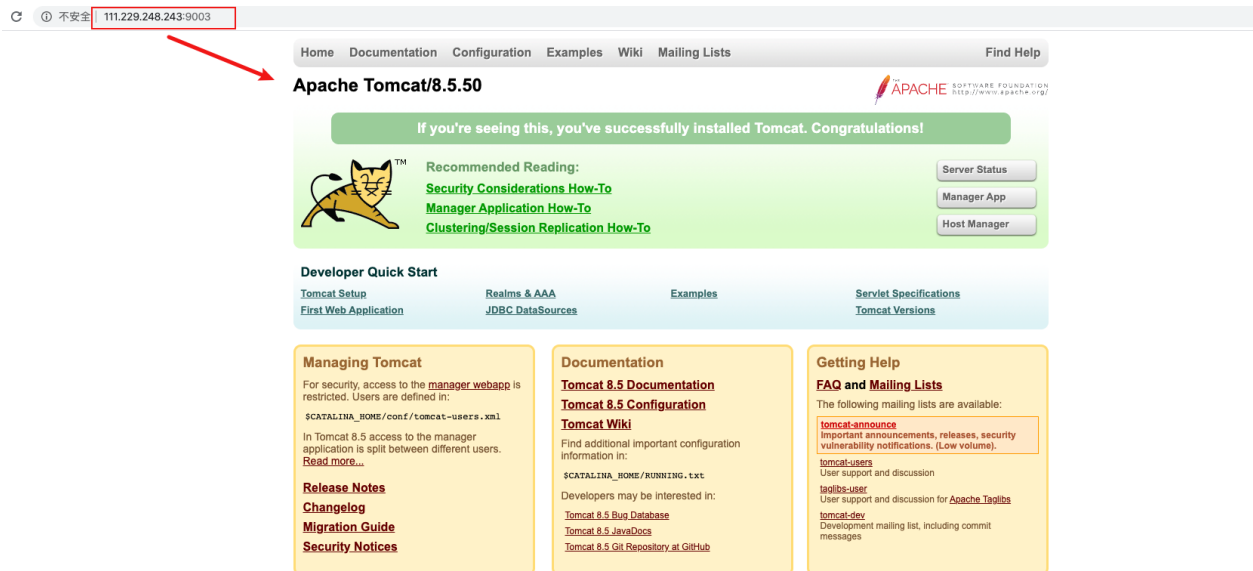 不安全 111.229.248.243:9003
Home Documentation Configuration Examples Wiki Mailing Lists Find Help
Apache Tomcat/8.5.50
THE
APACHE SOFTWARE FOUNDATION
http://www.apache.org/
If you're seeing this, you've successfully installed Tomcat. Congratulations!
TM
Recommended Reading:
Security Considerations How-To
Manager Application How-To
Clustering/Session Replication How-To
Server Status
Manager App
Host Manager
Developer Quick Start
Tomcat Setup
First Web Application
Realms & AAA
JDBC DataSources
Examples
Servlet Specifications
Tomcat Versions
Managing Tomcat
For security, access to the manager webapp is
restricted. Users are defined in:
$CATALINA_HOME/conf/tomcat-users.xml
In Tomcat 8.5 access to the manager
application is split between different users.
Read more...
Release Notes
Changelog
Migration Guide
Security Notices
Documentation
Tomcat 8.5 Documentation
Tomcat 8.5 Configuration
Tomcat Wiki
Find additional important configuration
information in:
$CATALINA_HOME/RUNNING.txt
Developers may be interested in:
Tomcat 8.5 Bug Database
Tomcat 8.5 JavaDocs
Tomcat 8.5 Git Repository at GitHub
Getting Help
FAQ and Mailing Lists
The following mailing lists are available:
tomcat-announce
Important announcements, releases, security
vulnerability notifications. (Low volume).
tomcat-users
User support and discussion
taglibs-user
User support and discussion for Apache Taglibs
tomcat-dev
Development mailing list, including commit
messages